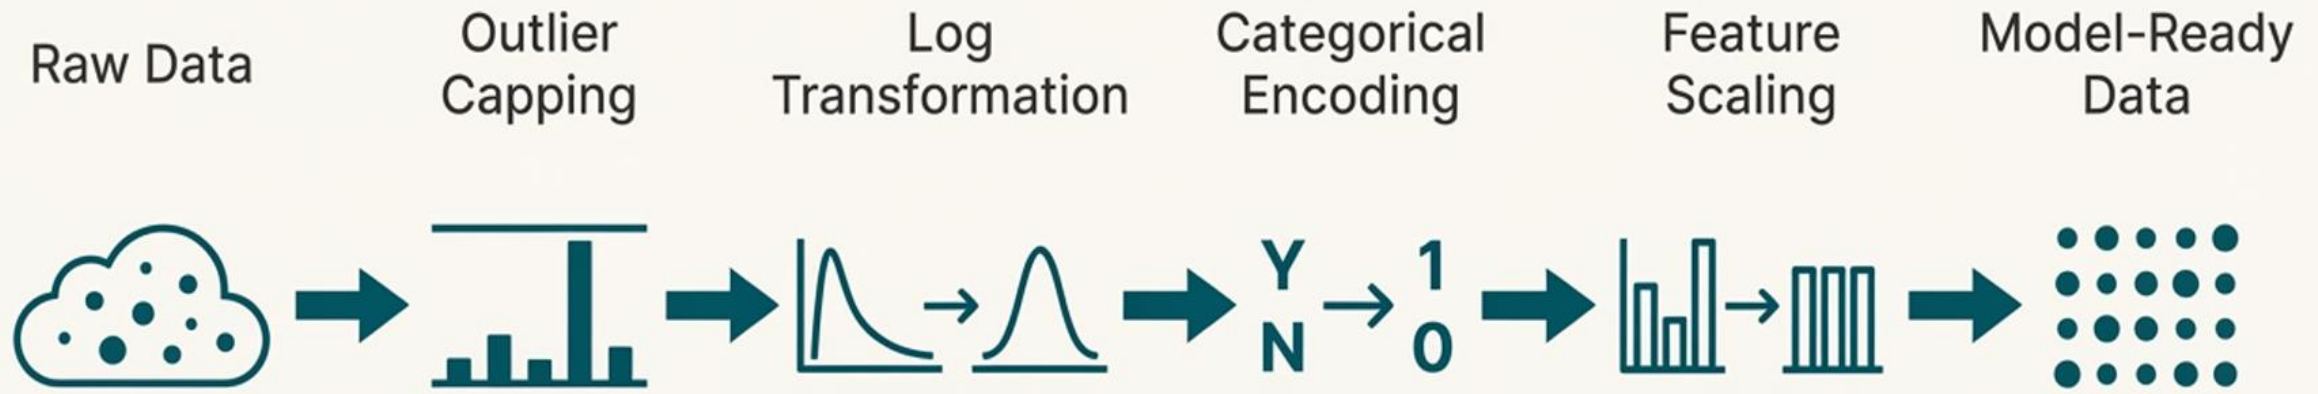 Raw Data
Outlier
Capping
Log
Transformation
Categorical
Encoding
Feature
Scaling
Model-Ready
Data
Y
N
1
0